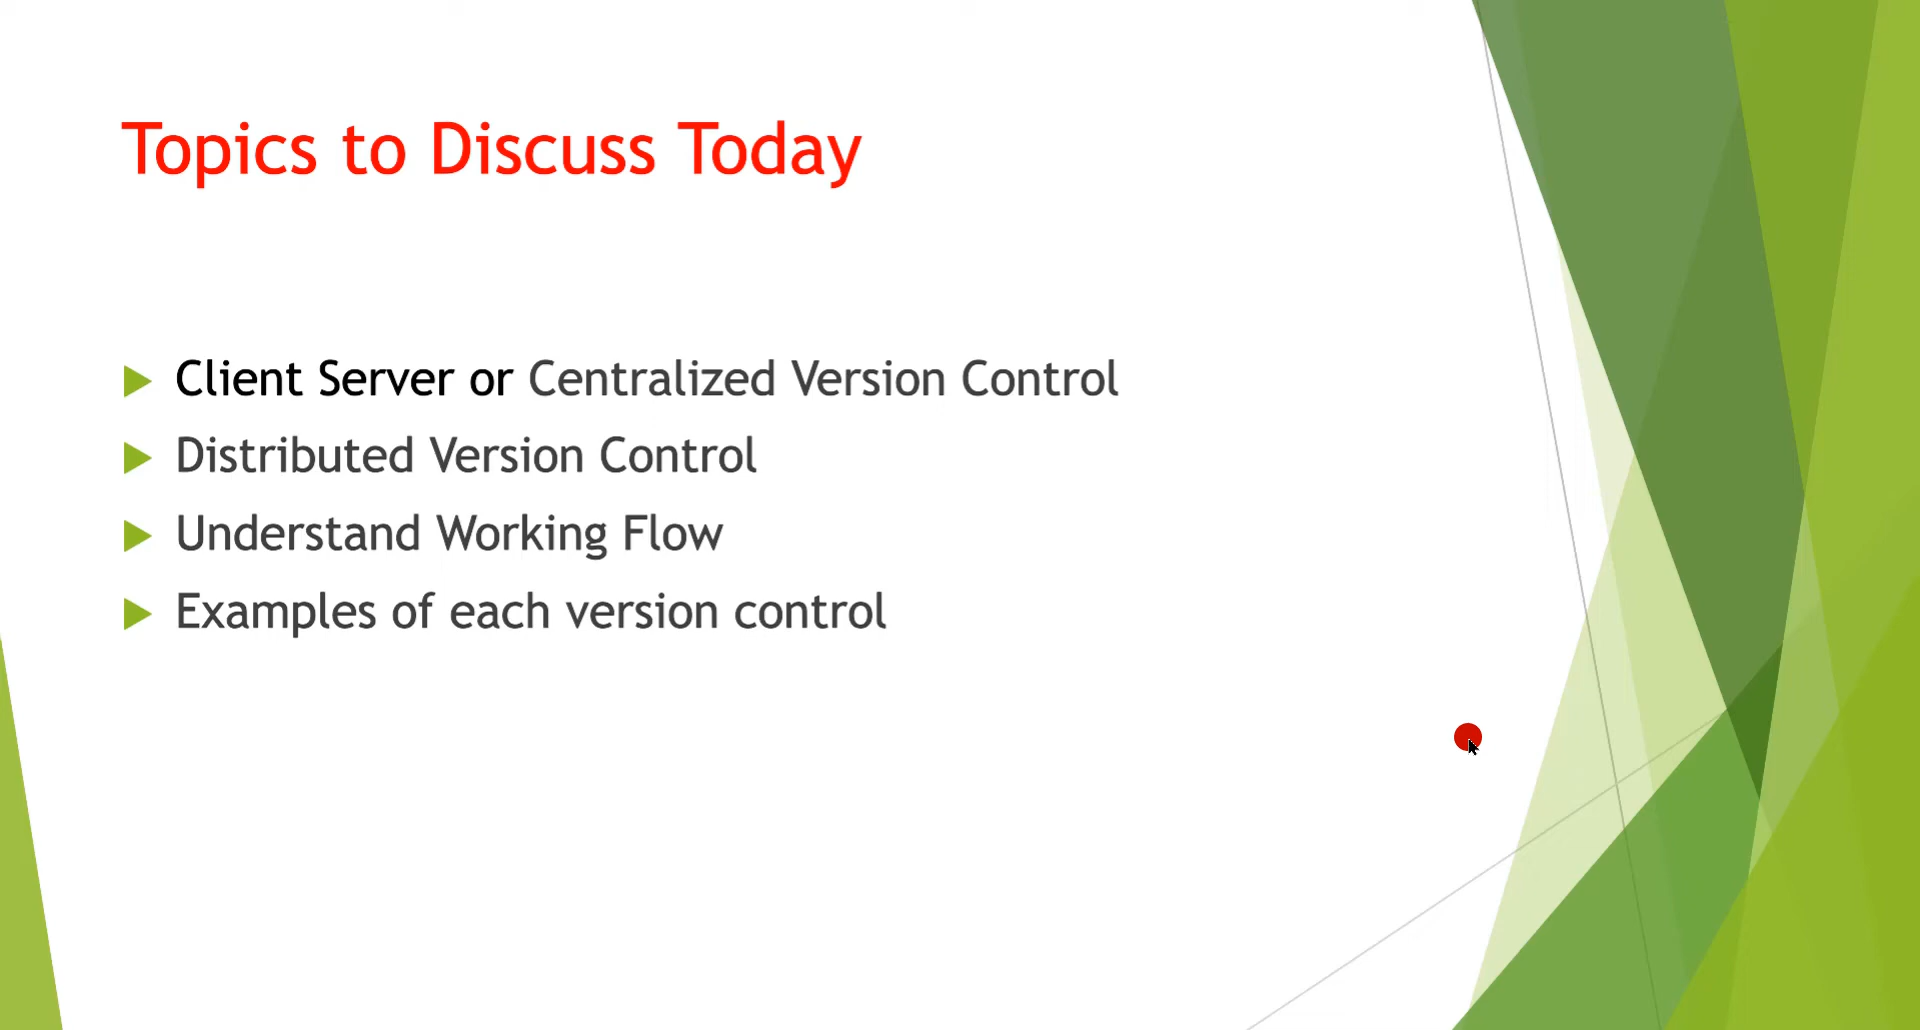 Topics to Discuss Today
Client Server or Centralized Version Control
Distributed Version Control
Understand Working Flow
Examples of each version control